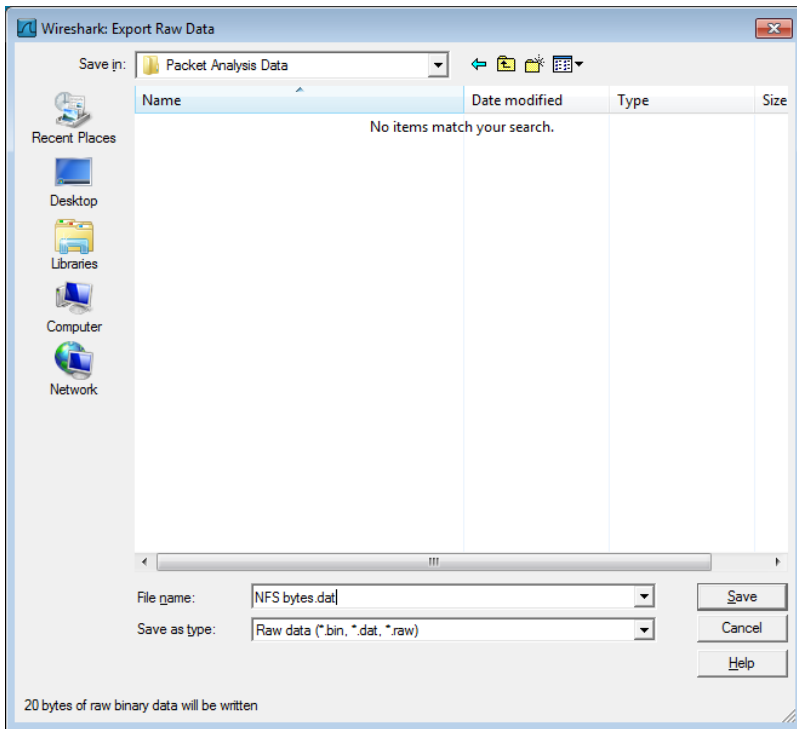 Wireshark: Export Raw Data
Save in: Packet Analysis Data
Name Date modified Type Size
No items match your search.
Recent Places
Desktop
Libraries
Computer
Network
File name: NFS bytes.dat Save
Save as type: Raw data (*.bin, *.dat, *.raw) Cancel
Help
20 bytes of raw binary data will be written